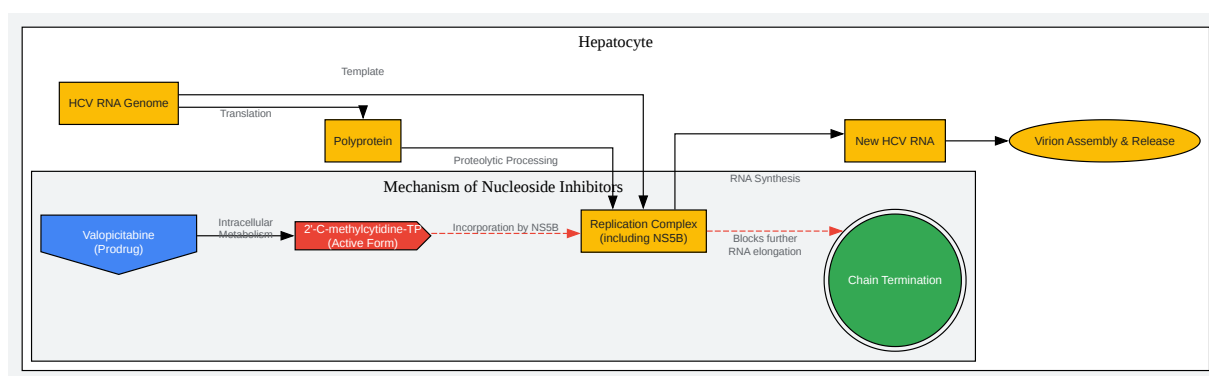 Hepatocyte
Template
HCV RNA Genome
Translation
Polyprotein
New HCV RNA
Virion Assembly & Release
Proteolytic Processing
RNA Synthesis
Mechanism of Nucleoside Inhibitors
Valopicitabine
(Prodrug)
Intracellular
Metabolism
2'-C-methylcytidine-TP
(Active Form)
Incorporation by NS5B
Replication Complex
(including NS5B)
Blocks further
RNA elongation
Chain Termination